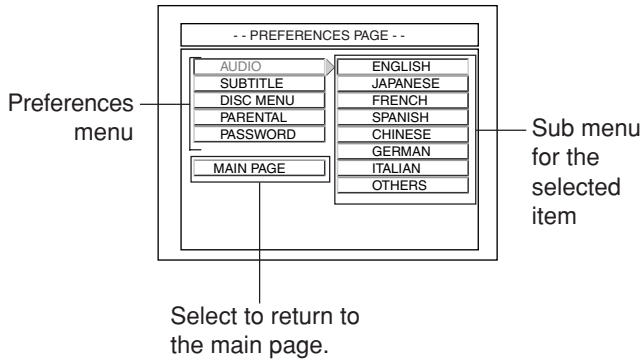 - - PREFERENCES PAGE - -
AUDIO
SUBTITLE
DISC MENU
PARENTAL
PASSWORD
MAIN PAGE
ENGLISH
JAPANESE
FRENCH
SPANISH
CHINESE
GERMAN
ITALIAN
OTHERS
Preferences
menu
Sub menu
for the
selected
item
Select to return to
the main page.